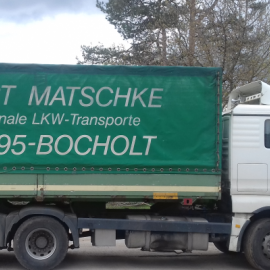 T MATSCHKE
nale LKW-Transporte
95-BOCHOLT